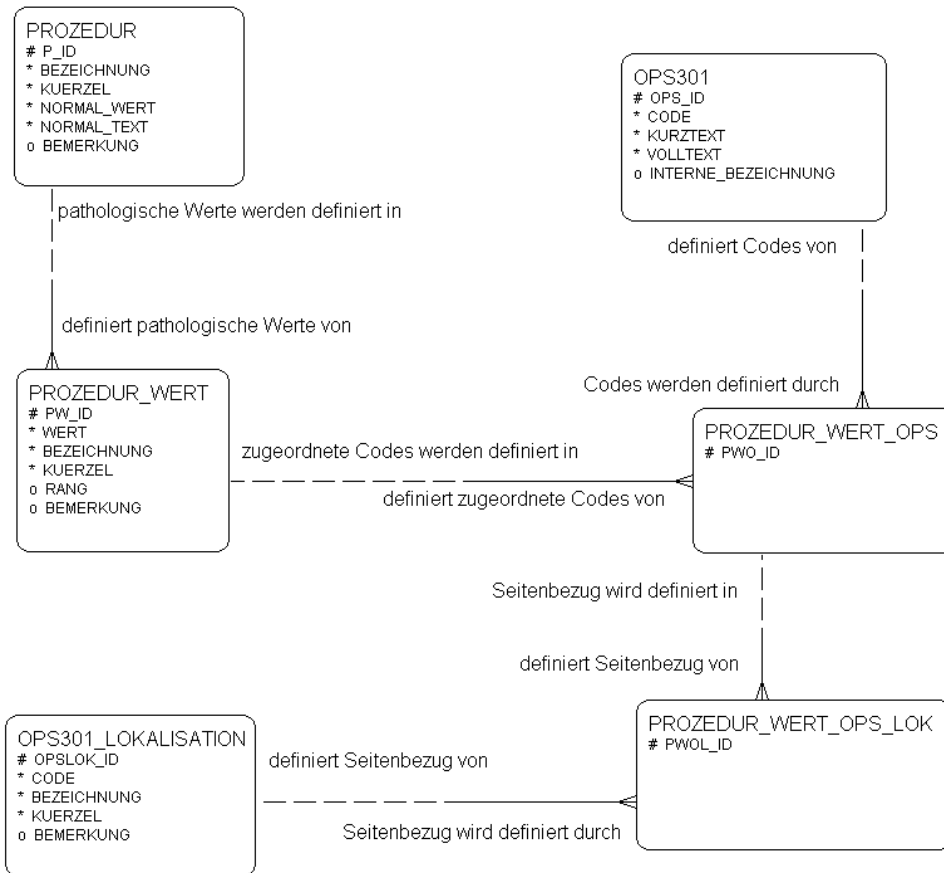 PROZEDUR
# P_ID
* BEZEICHNUNG
* KUERZEL
* NORMAL_WERT
* NORMAL_TEXT
o BEMERKUNG
OPS301
# OPS_ID
* CODE
* KURZTEXT
* VOLLTEXT
o INTERNE_BEZEICHNUNG
pathologische Werte werden definiert in
definiert Codes von
definiert pathologische Werte von
Codes werden definiert durch
PROZEDUR_WERT
# PW_ID
* WERT
* BEZEICHNUNG
* KUERZEL
o RANG
o BEMERKUNG
zugeordnete Codes werden definiert in
definiert zugeordnete Codes von
PROZEDUR_WERT_OPS
# PWO_ID
Seitenbezug wird definiert in
definiert Seitenbezug von
OPS301_LOKALISATION
# OPSLOK_ID
* CODE
* BEZEICHNUNG
* KUERZEL
o BEMERKUNG
definiert Seitenbezug von
Seitenbezug wird definiert durch
PROZEDUR_WERT_OPS_LOK
# PWOL_ID